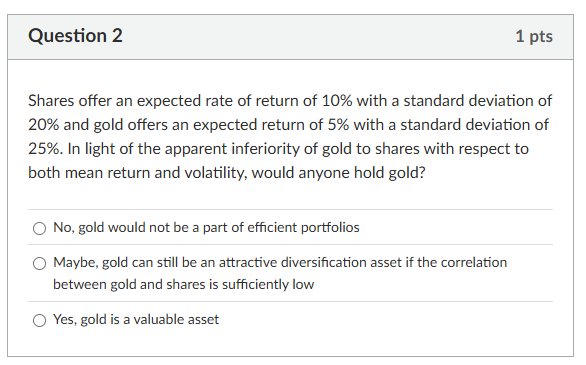 Question 2
1 pts
Shares offer an expected rate of return of 10% with a standard deviation of
20% and gold offers an expected return of 5% with a standard deviation of
25%. In light of the apparent inferiority of gold to shares with respect to
both mean return and volatility, would anyone hold gold?
No, gold would not be a part of efficient portfolios
Maybe, gold can still be an attractive diversification asset if the correlation
between gold and shares is sufficiently low
Yes, gold is a valuable asset